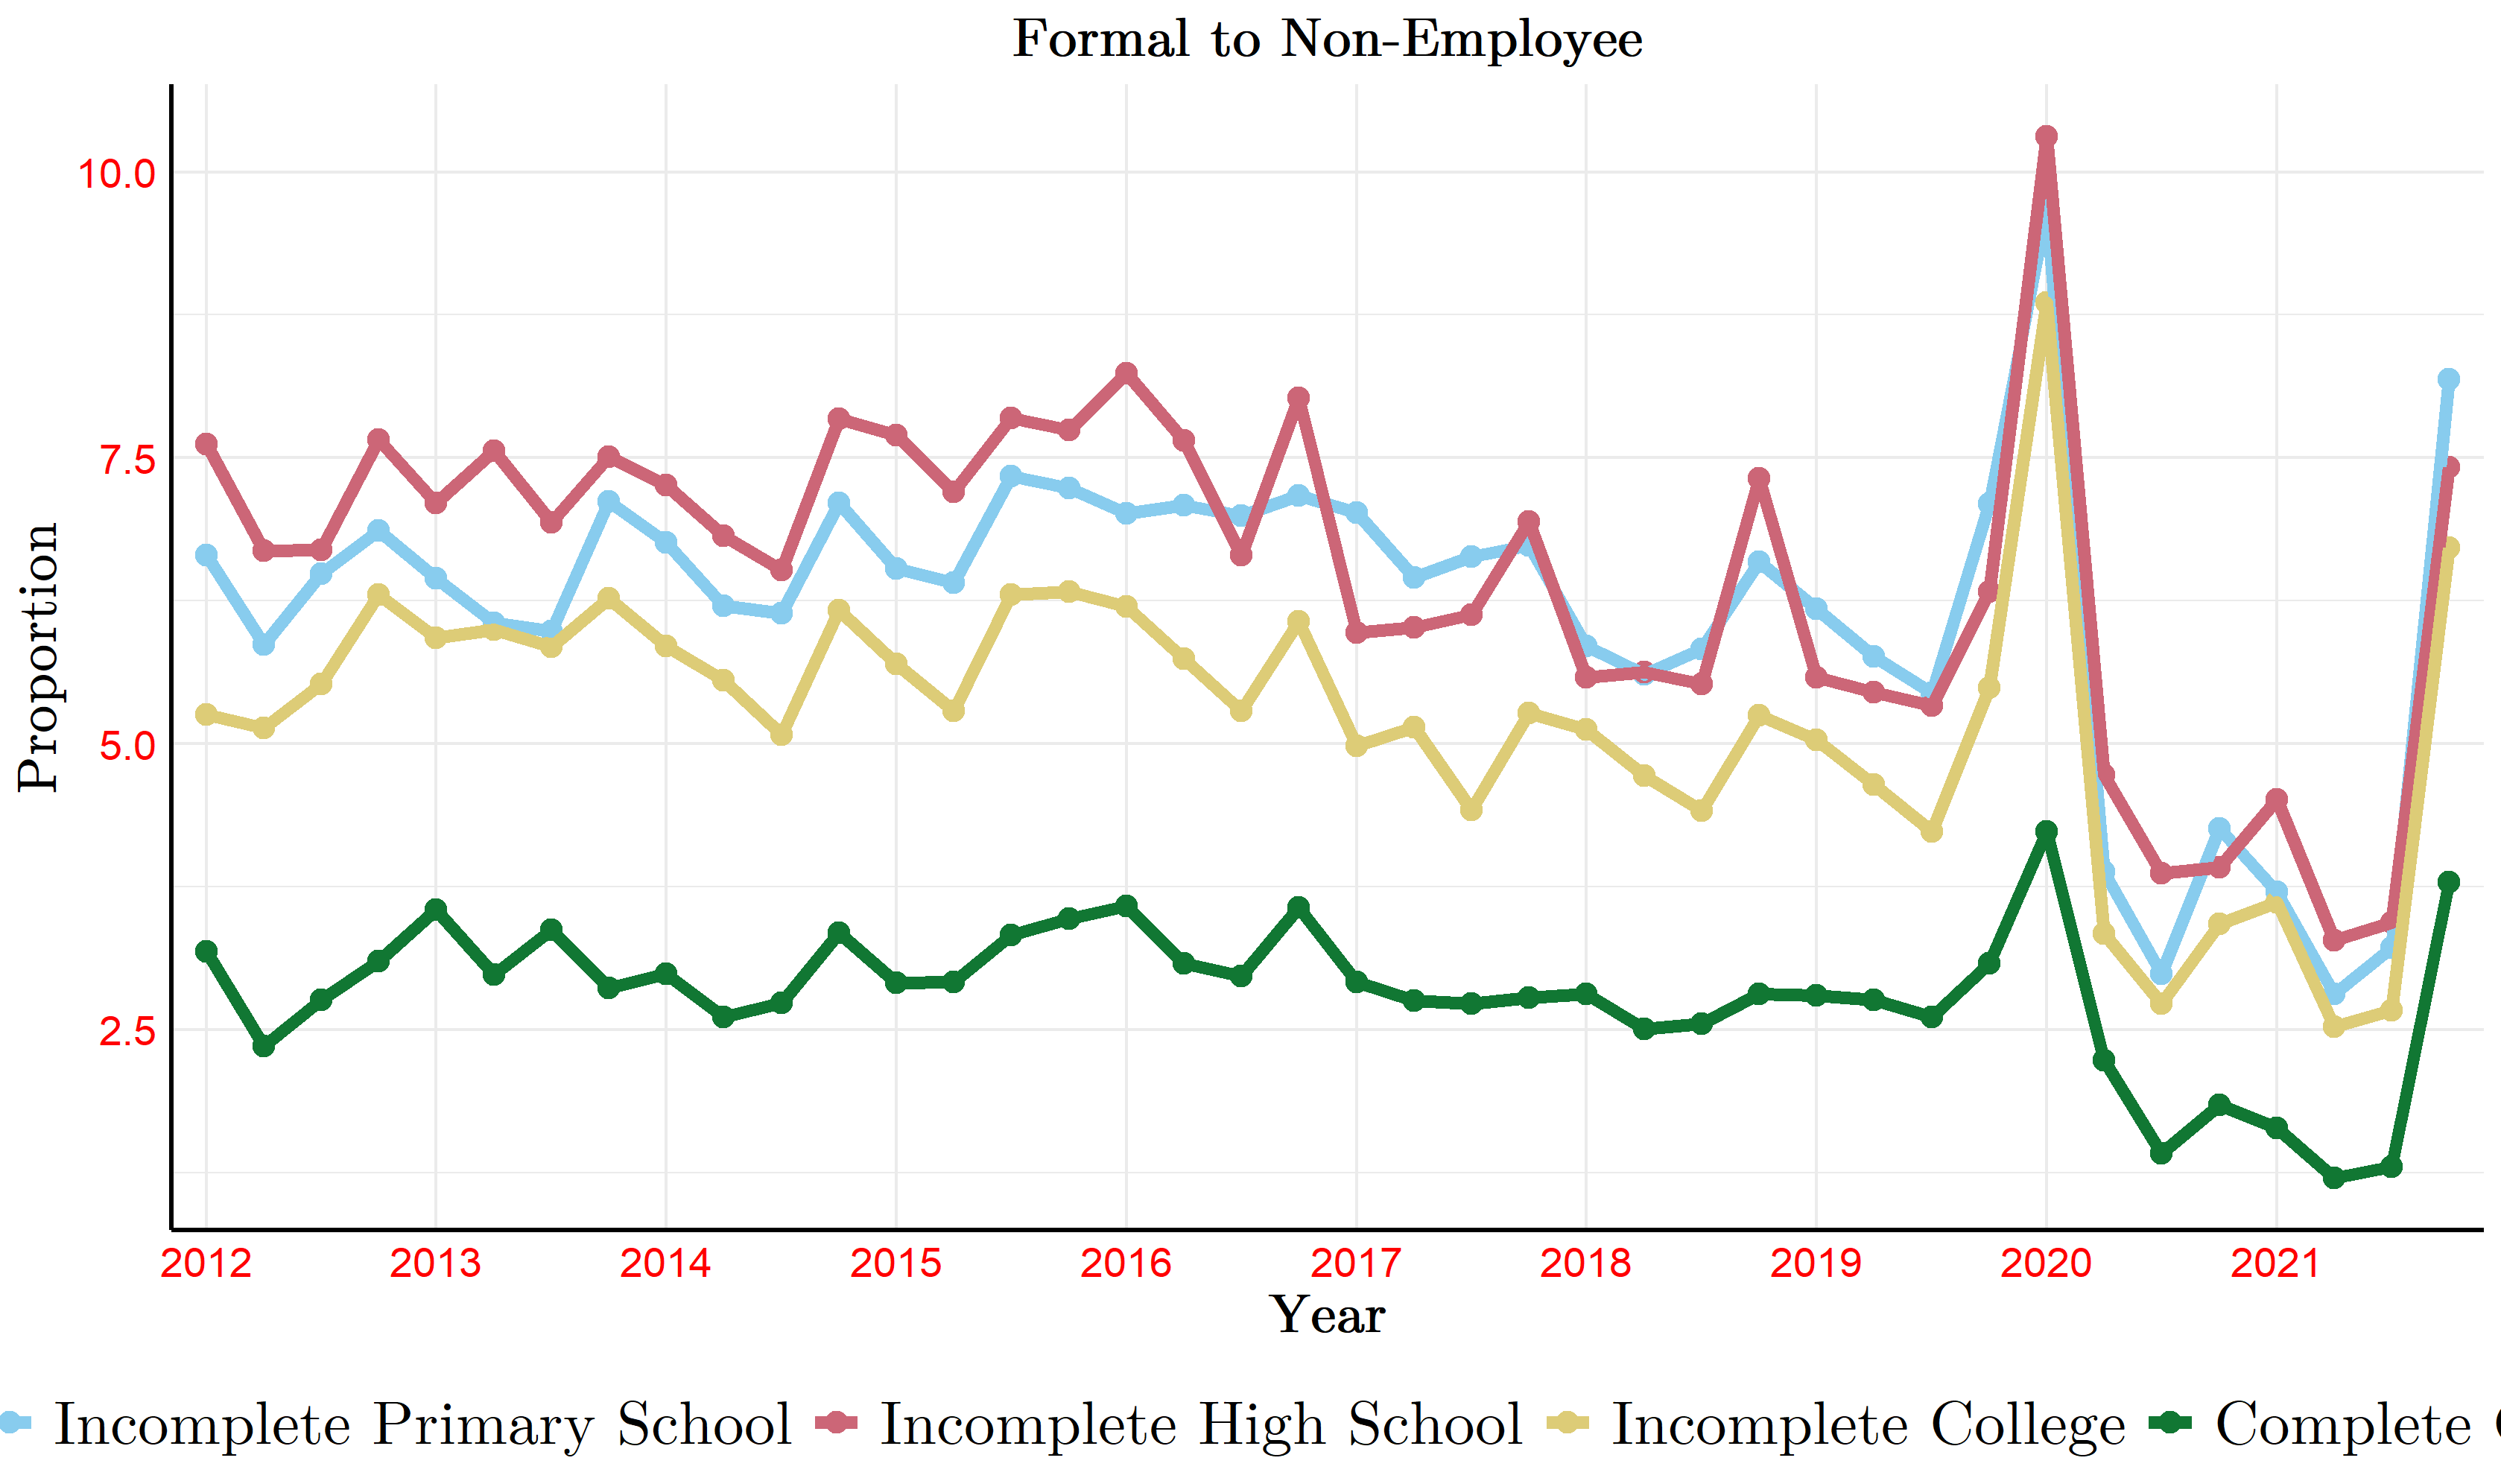 Formal to Non-Employee
Proportion
10.0
7.5
5.0
2.5
2012 2013 2014 2015 2016 2017 2018 2019 2020 2021
Year
Incomplete Primary School Incomplete High School Incomplete College Complete